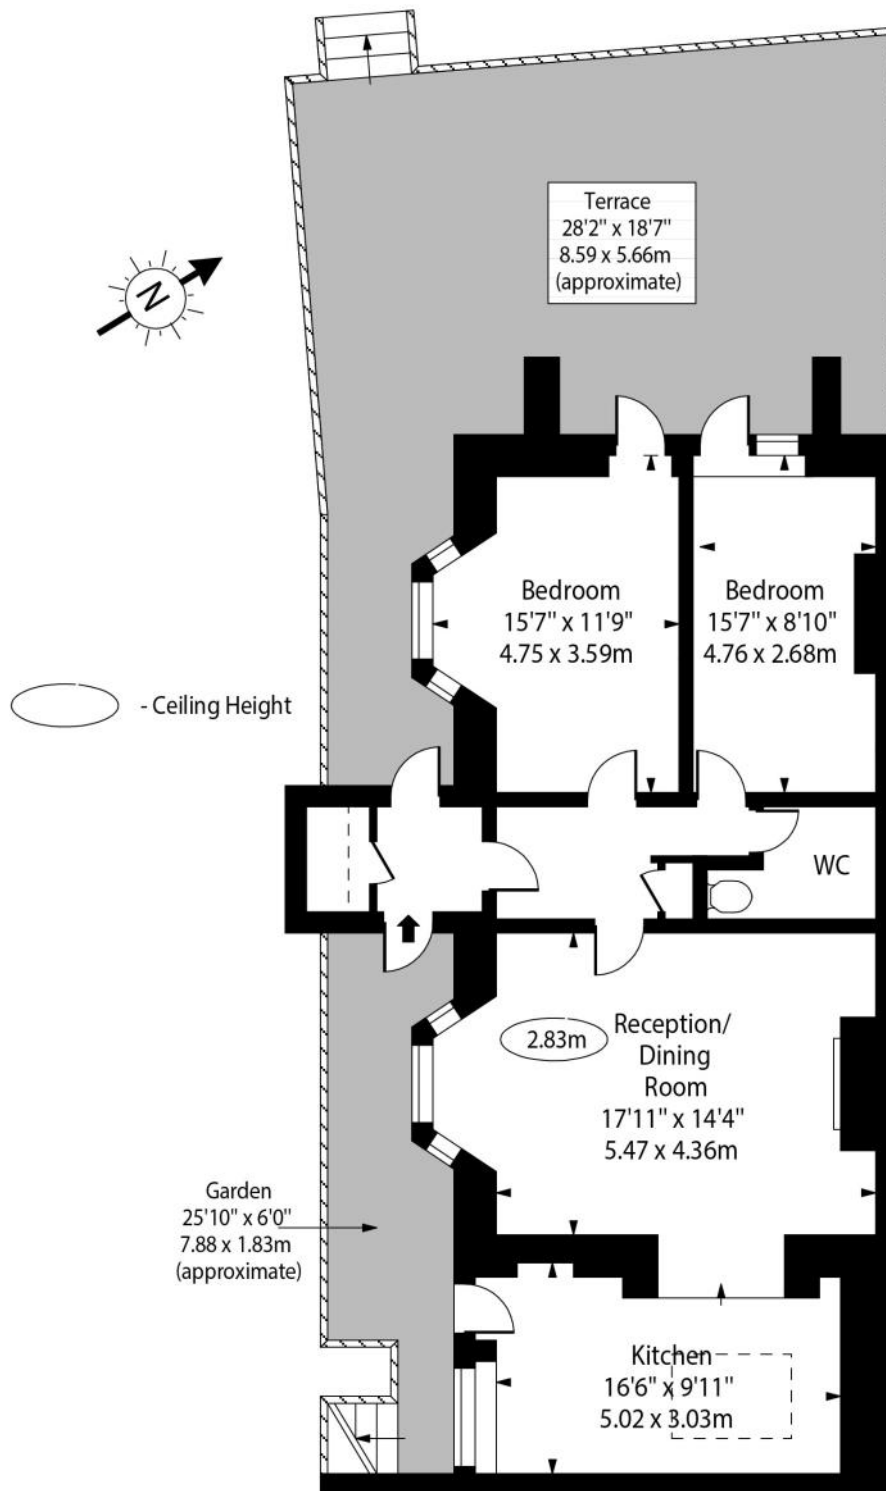 Terrace
28'2" x 18'7"
8.59 x 5.66m
(approximate)
N
Bedroom
15'7" x 11'9"
4.75 x 3.59m
Bedroom
15'7" x 8'10"
4.76 x 2.68m
- Ceiling Height
WC
2.83m
Reception/
Dining
Room
17'11" x 14'4"
5.47 x 4.36m
Garden
25'10" x 6'0"
7.88 x 1.83m
(approximate)
Kitchen
16'6" x 9'11"
5.02 x 3.03m